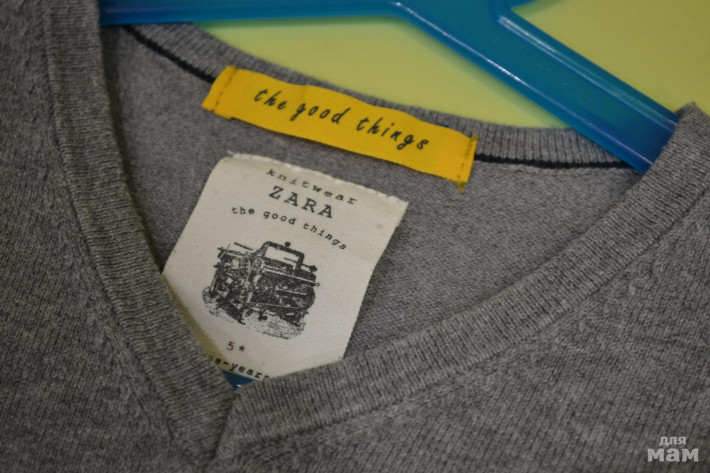 the good things
knitwear
ZARA
the good things
5*
для
мам